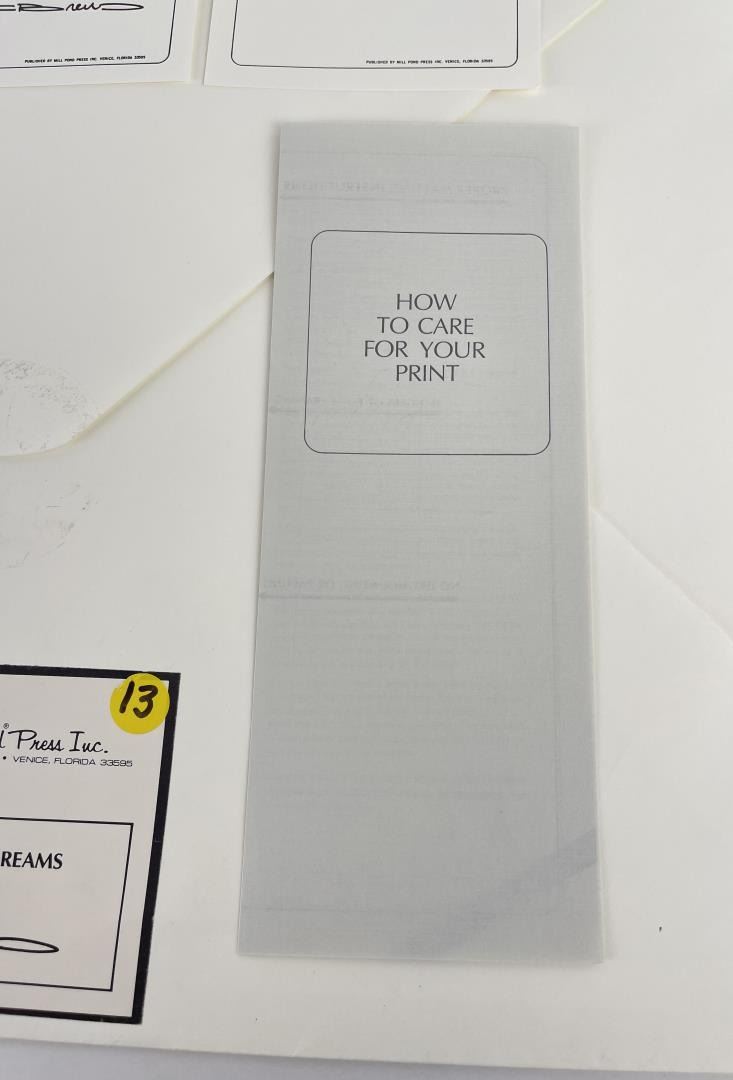 PUBLISHED BY MILL POND PRESS INC. VENICE, FLORIDA 33595
PUBLISHED BY MILL POND PRESS INC. VENICE, FLORIDA 33595
HOW
TO CARE
FOR YOUR
PRINT
13
Press Inc.
• VENICE, FLORIDA 33595
REAMS